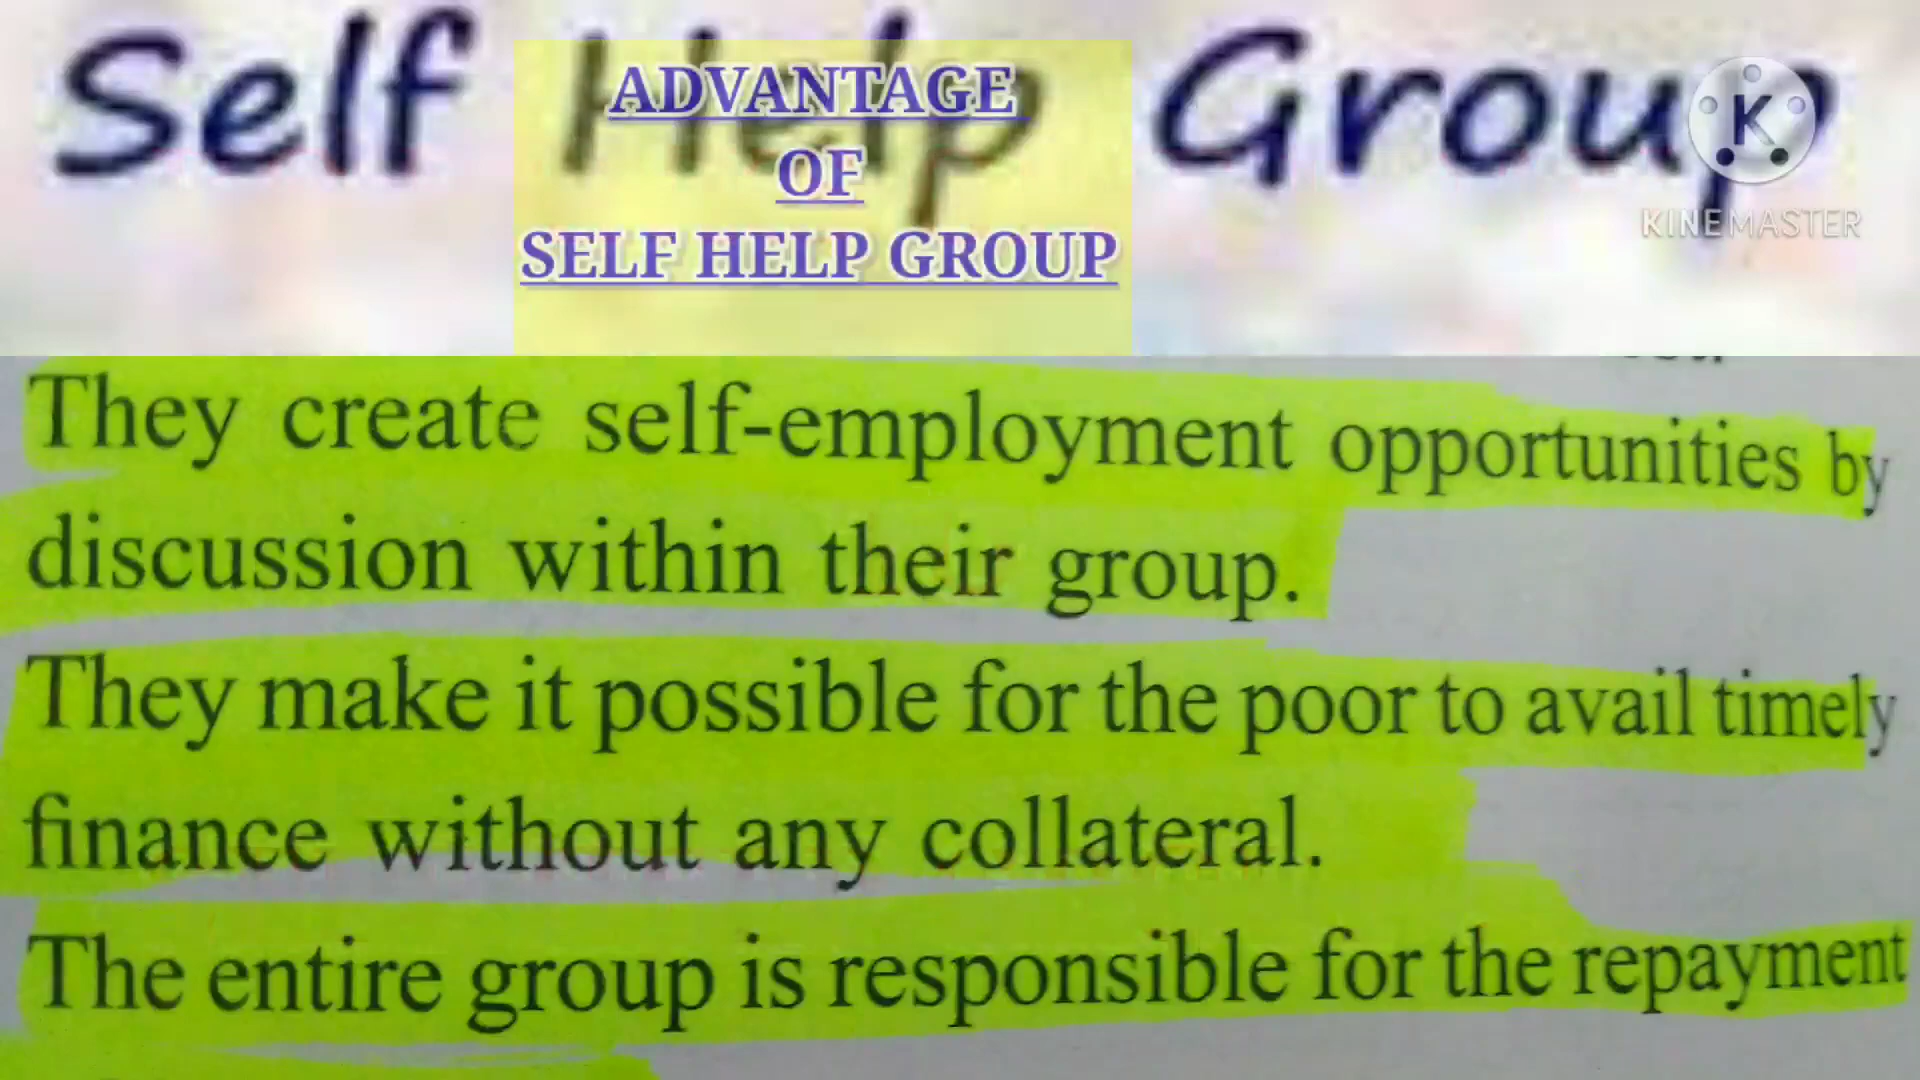 Self Help Group
ADVANTAGE
OF
SELF HELP GROUP
K
KINEMASTER
They create self-employment opportunities by
discussion within their group.
They make it possible for the poor to avail timely
finance without any collateral.
The entire group is responsible for the repayment